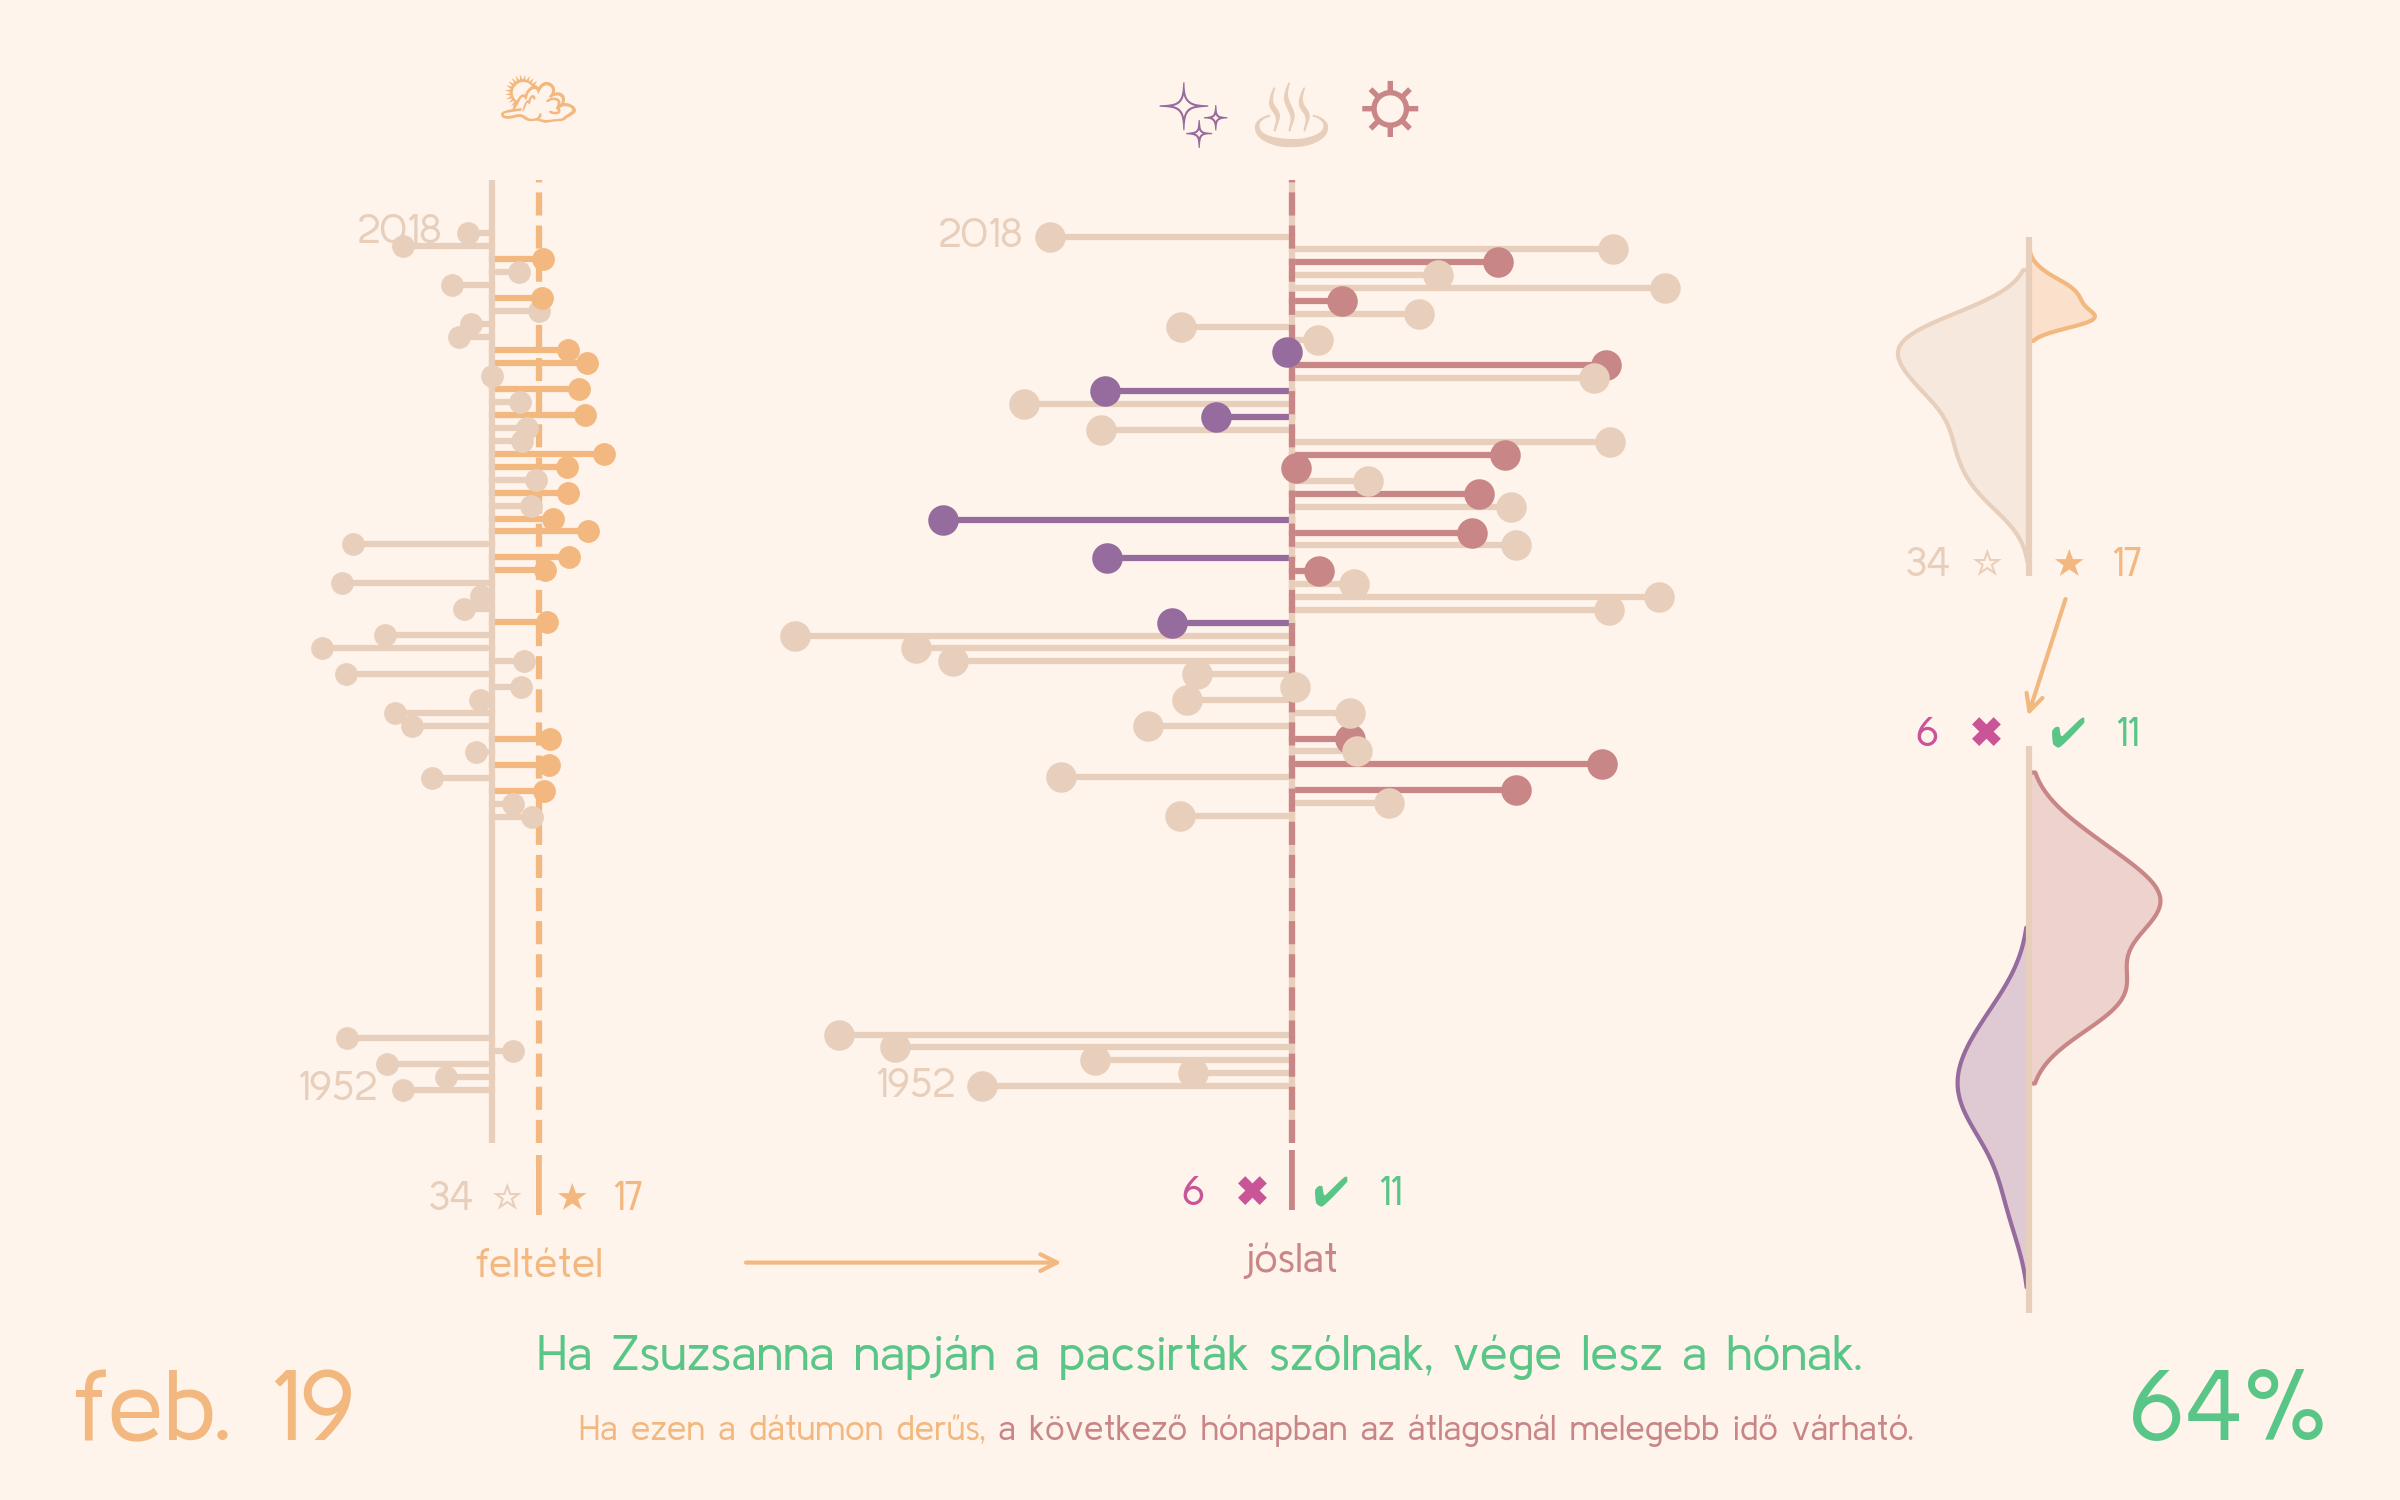 2018
2018
34 ☆ ★ 17
6 ✖ ✔ 11
1952
1952
34 ☆ ★ 17
6 ✖ ✔ 11
feltétel
jóslat
Ha Zsuzsanna napján a pacsirták szólnak, vége lesz a hónak.
feb. 19
64%
Ha ezen a dátumon derűs, a következő hónapban az átlagosnál melegebb idő várható.